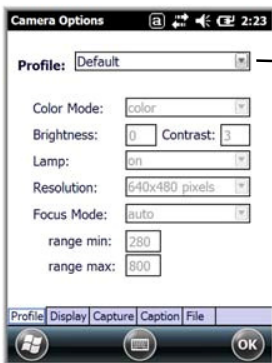 Camera Options a 2:23
Profile: Default
Color Mode: color
Brightness: 0 Contrast: 3
Lamp: on
Resolution: 640x480 pixels
Focus Mode: auto
range min: 280
range max: 800
Profile Display Capture Caption File
OK